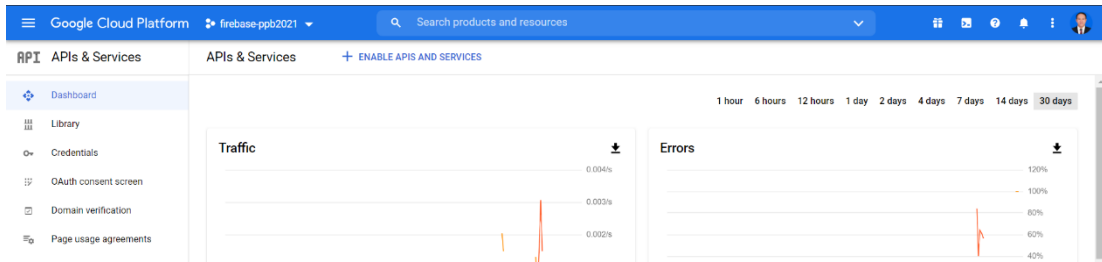 Google Cloud Platform firebase-ppb2021 Search products and resources
API APIs & Services APIs & Services + ENABLE APIS AND SERVICES
Dashboard
1 hour 6 hours 12 hours 1 day 2 days 4 days 7 days 14 days 30 days
Library
Credentials
OAuth consent screen
Domain verification
Page usage agreements
Traffic
0.004/s
0.003/s
0.002/s
Errors
120%
100%
80%
60%
40%